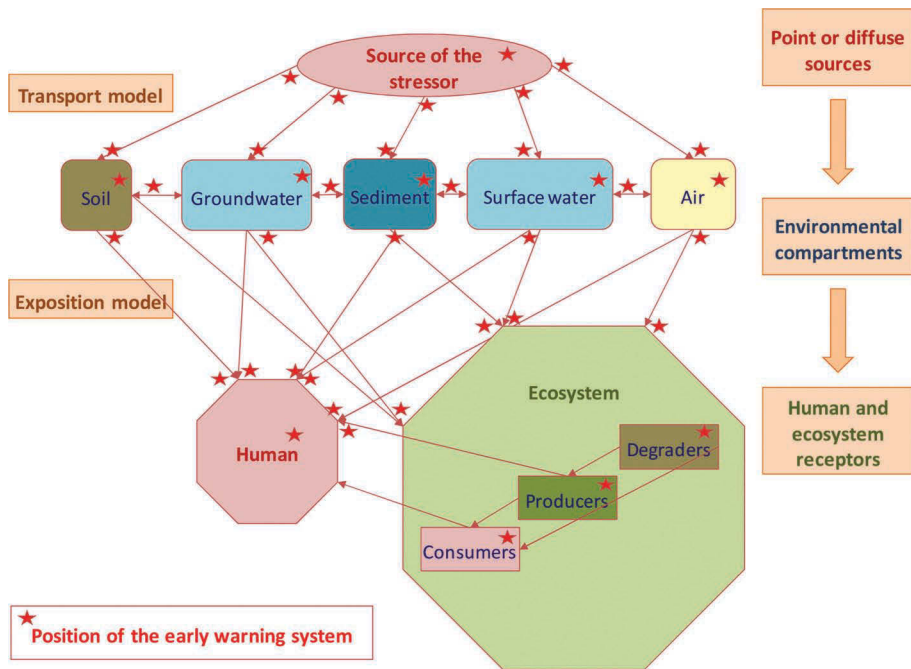 Source of the
stressor
Point or diffuse
sources
Transport model
Soil
Groundwater
Sediment
Surface water
Air
Environmental
compartments
Exposition model
Human
Ecosystem
Degraders
Producers
Consumers
Human and
ecosystem
receptors
Position of the early warning system